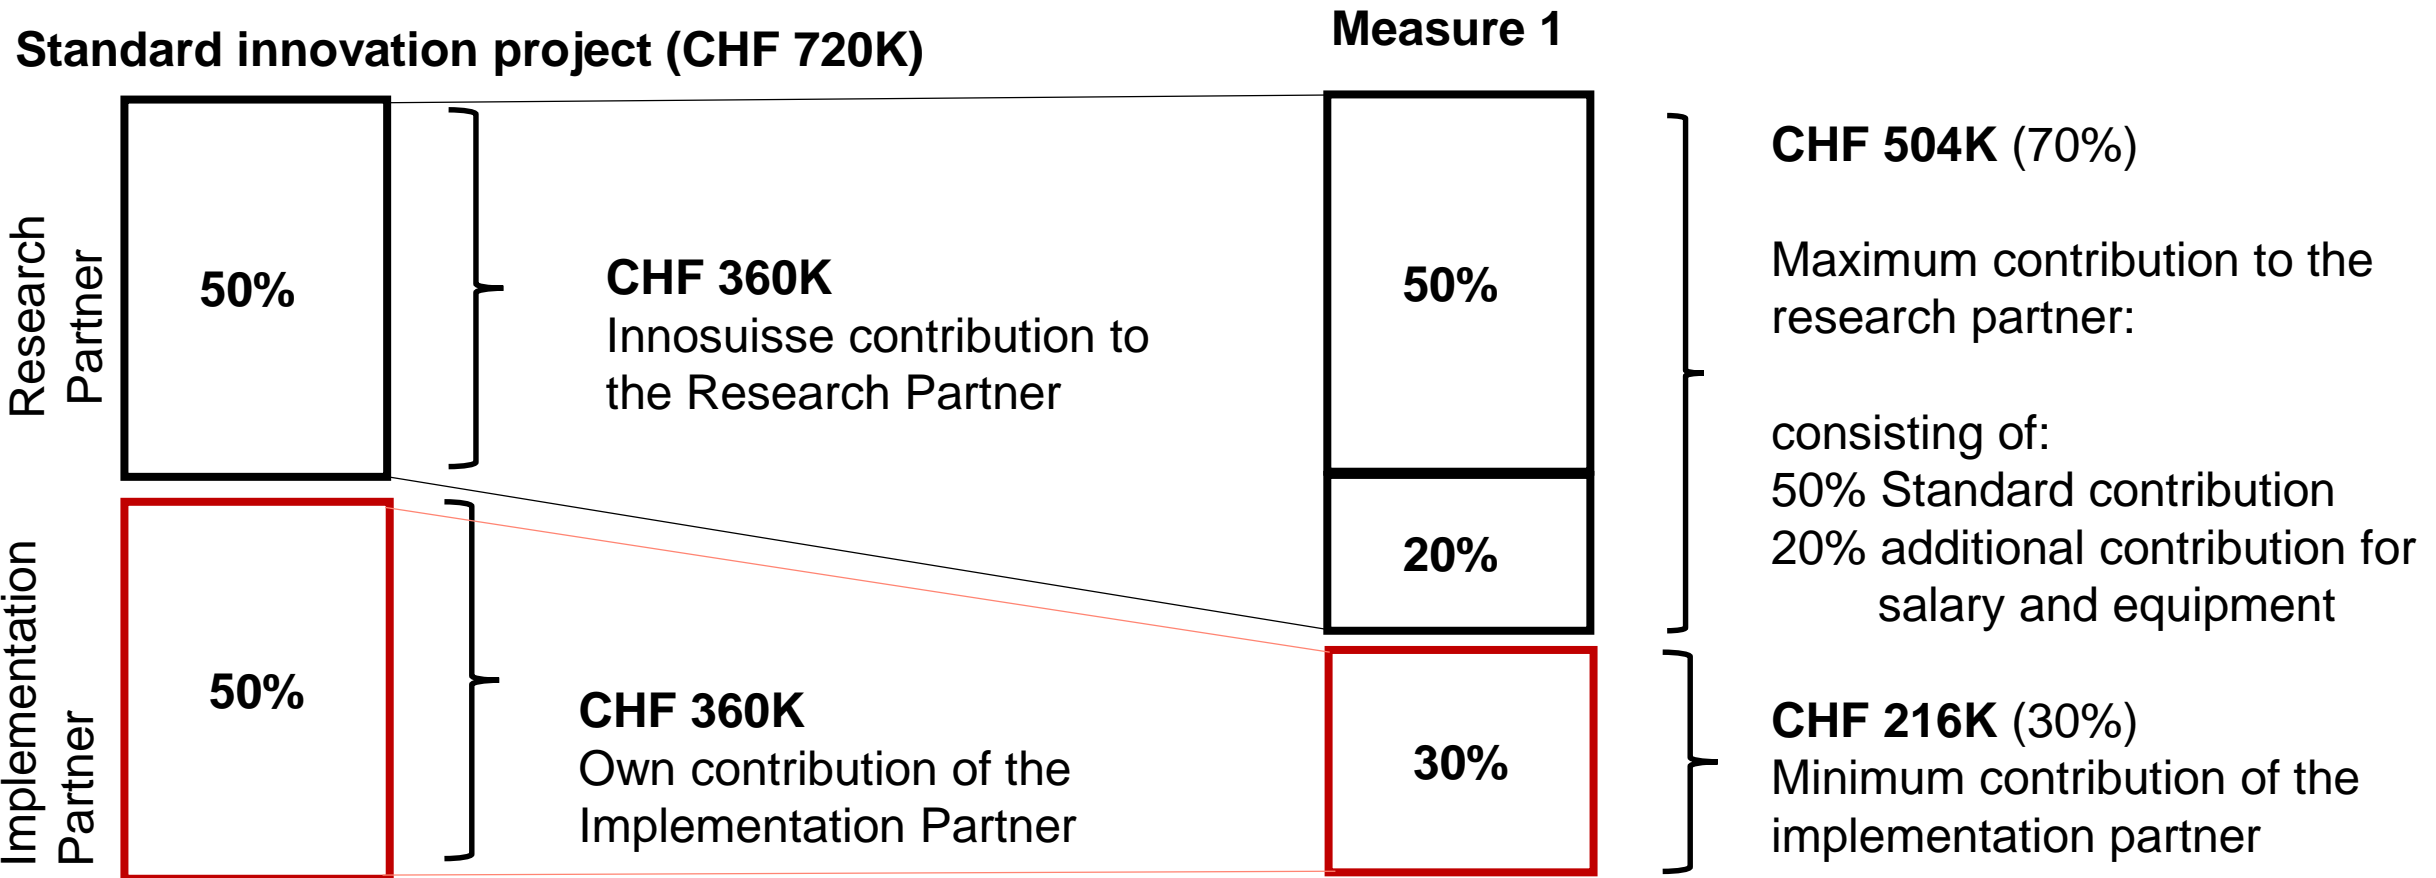 Standard innovation project (CHF 720K)
Measure 1
Research
Partner
50%
CHF 360K
Innosuisse contribution to
the Research Partner
50%
20%
CHF 504K (70%)
Maximum contribution to the
research partner:
consisting of:
50% Standard contribution
20% additional contribution for
salary and equipment
Implementation
Partner
50%
CHF 360K
Own contribution of the
Implementation Partner
30%
CHF 216K (30%)
Minimum contribution of the
implementation partner